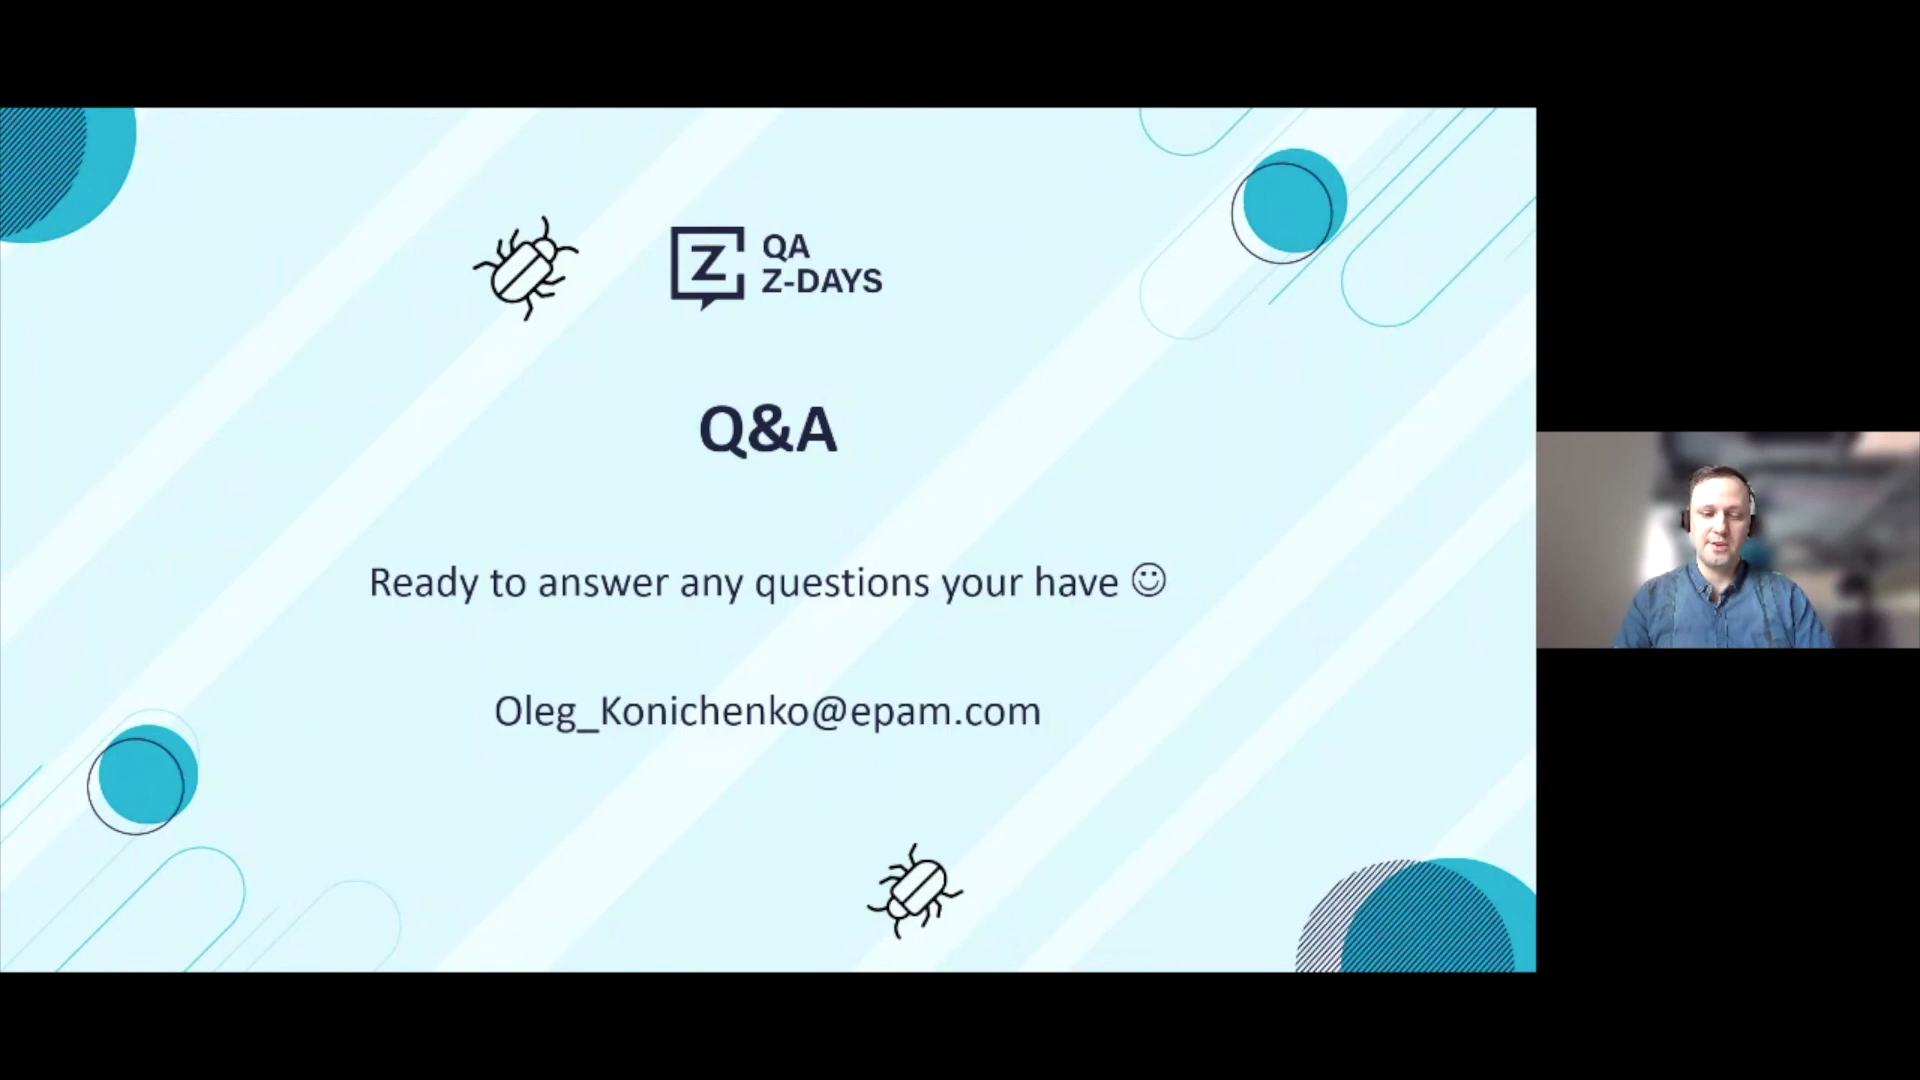 Z
QA
Z-DAYS
Q&A
Ready to answer any questions your have ☺
Oleg_Konichenko@epam.com